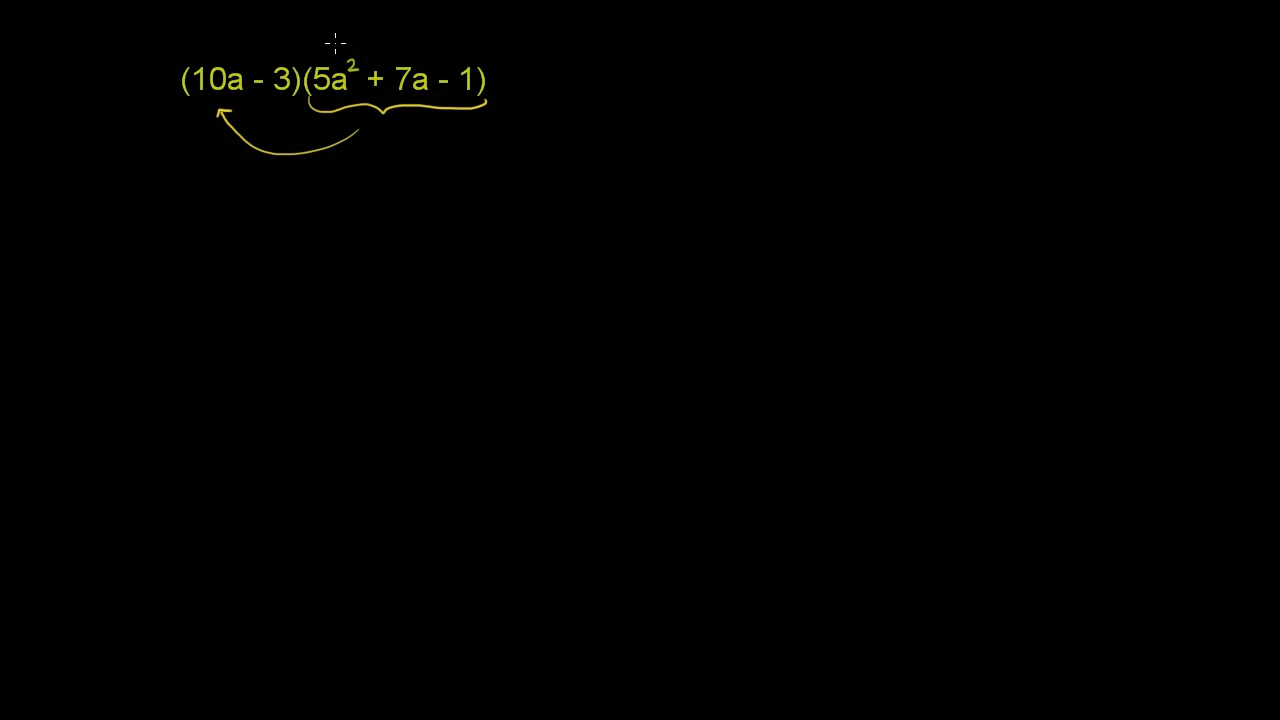 (10a - 3)(5a² + 7a - 1)